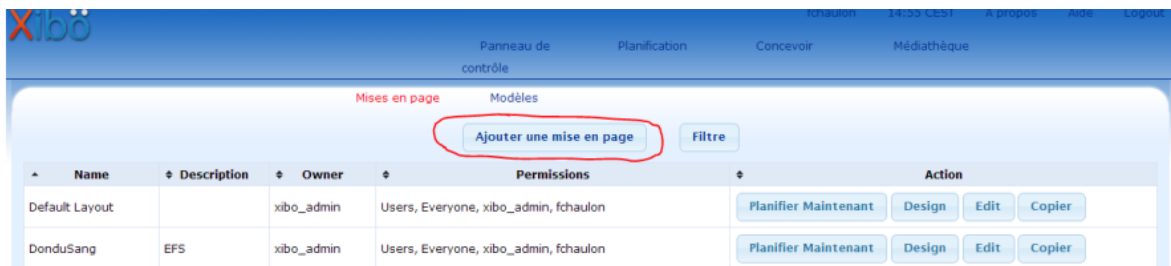 Xibö
fchaulon 14:55 CEST A propos Aide Logout
Panneau de contrôle Planification Concevoir Médiathèque
Mises en page Modèles
Ajouter une mise en page Filtre
Name Description Owner Permissions Action
Default Layout xibo_admin Users, Everyone, xibo_admin, fchaulon Planifier Maintenant Design Edit Copier
DonduSang EFS xibo_admin Users, Everyone, xibo_admin, fchaulon Planifier Maintenant Design Edit Copier